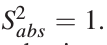 $S_{abs}^{2} = 1.$